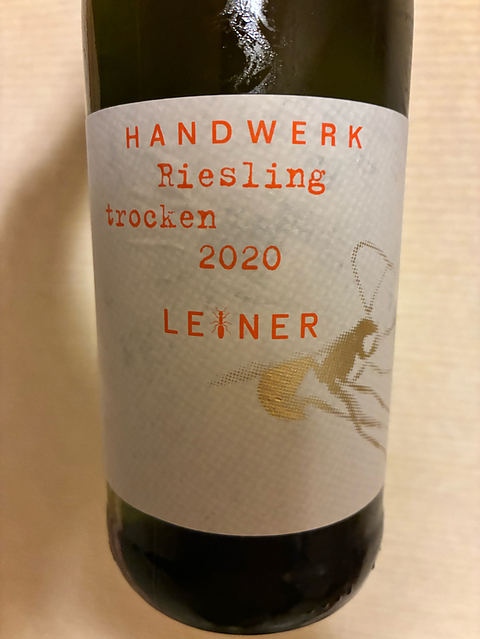 HANDWERK
Riesling
trocken
2020
LEINER